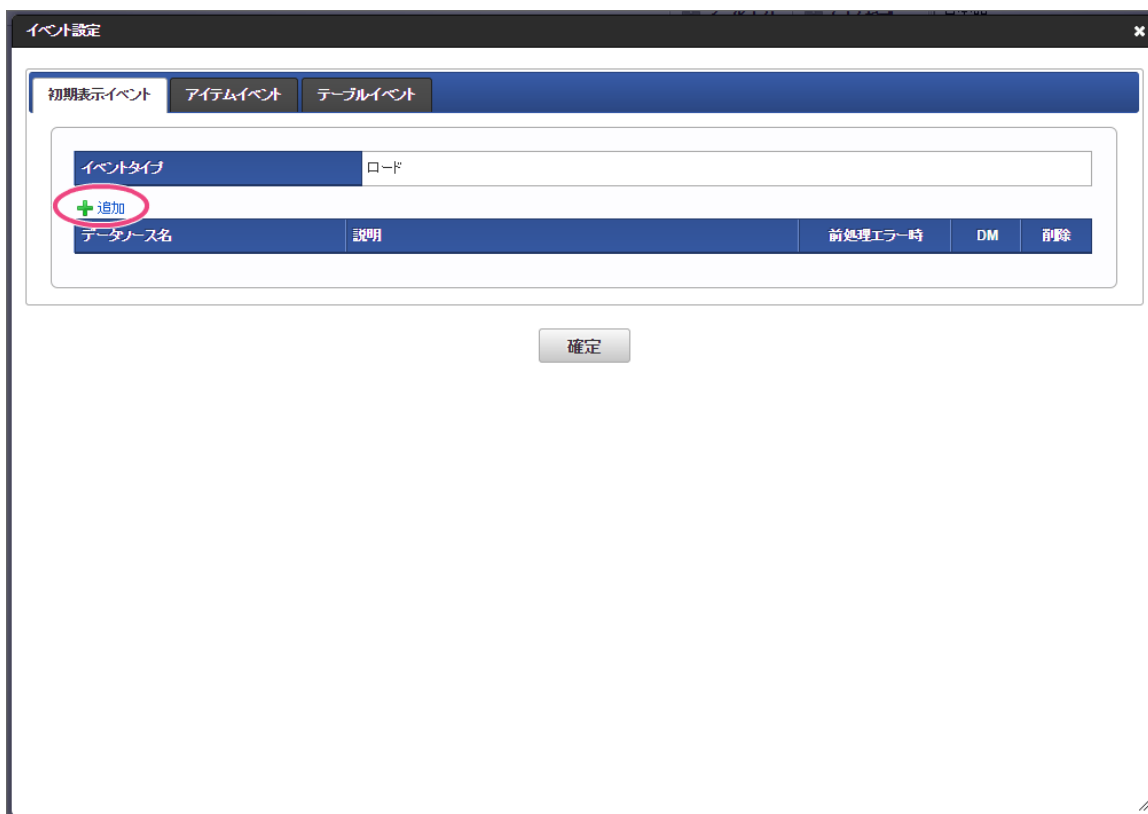 イベント設定
初期表示イベント アイテムイベント テーブルイベント
イベントタイプ ロード
追加
データソース名 説明 前処理エラー時 DM 削除
確定